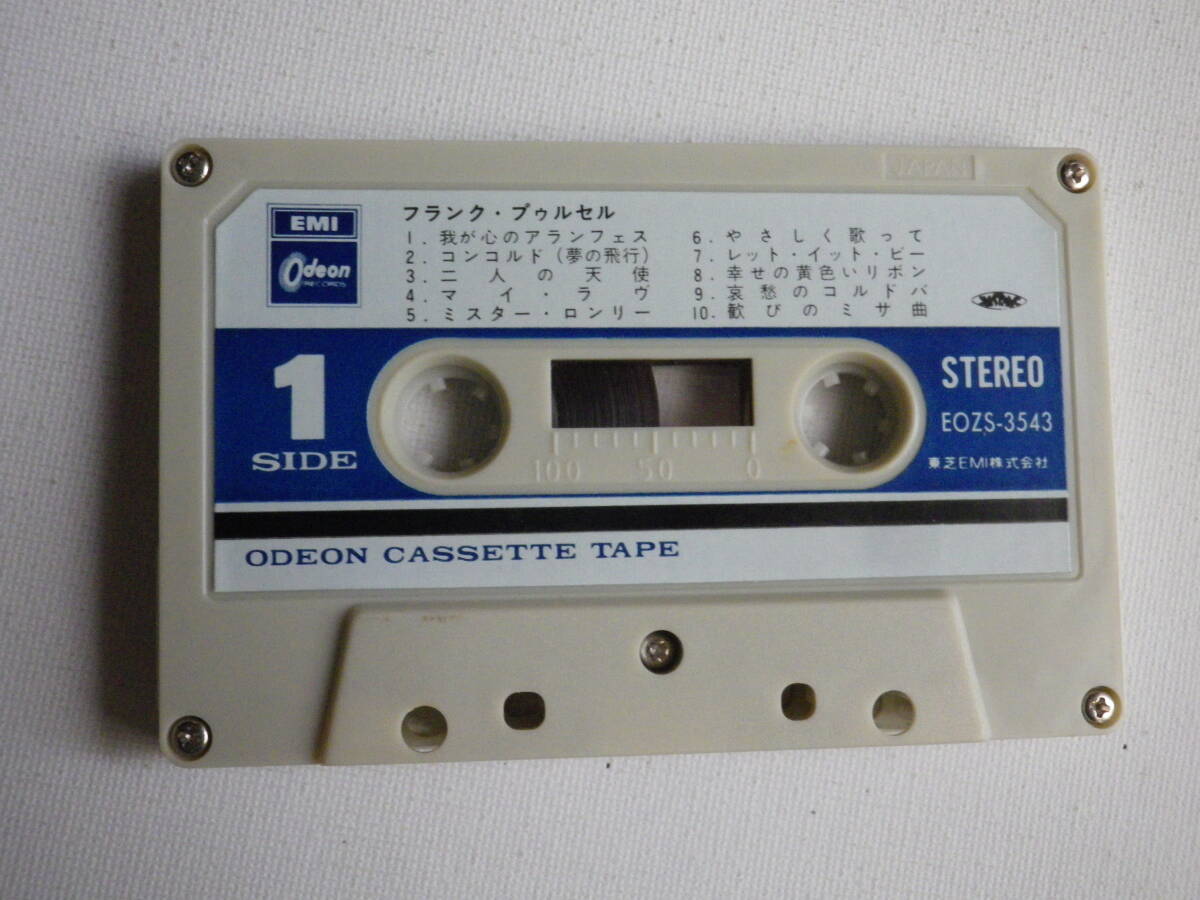 JAPAN
EMI
Odeon
RECORDS
フランク・プゥルセル
1. 我が心のアランフェス
2. コンコルド(夢の飛行)
3. 二人の天使
4. マイ・ラヴ
5. ミスター・ロンリー
6. やさしく歌って
7. レット・イット・ビー
8. 幸せの黄色いリボン
9. 哀愁のコルドバ
10. 歓びのミサ曲
1
SIDE
100 50 0
STEREO
EOZS-3543
東芝EMI株式会社
ODEON CASSETTE TAPE